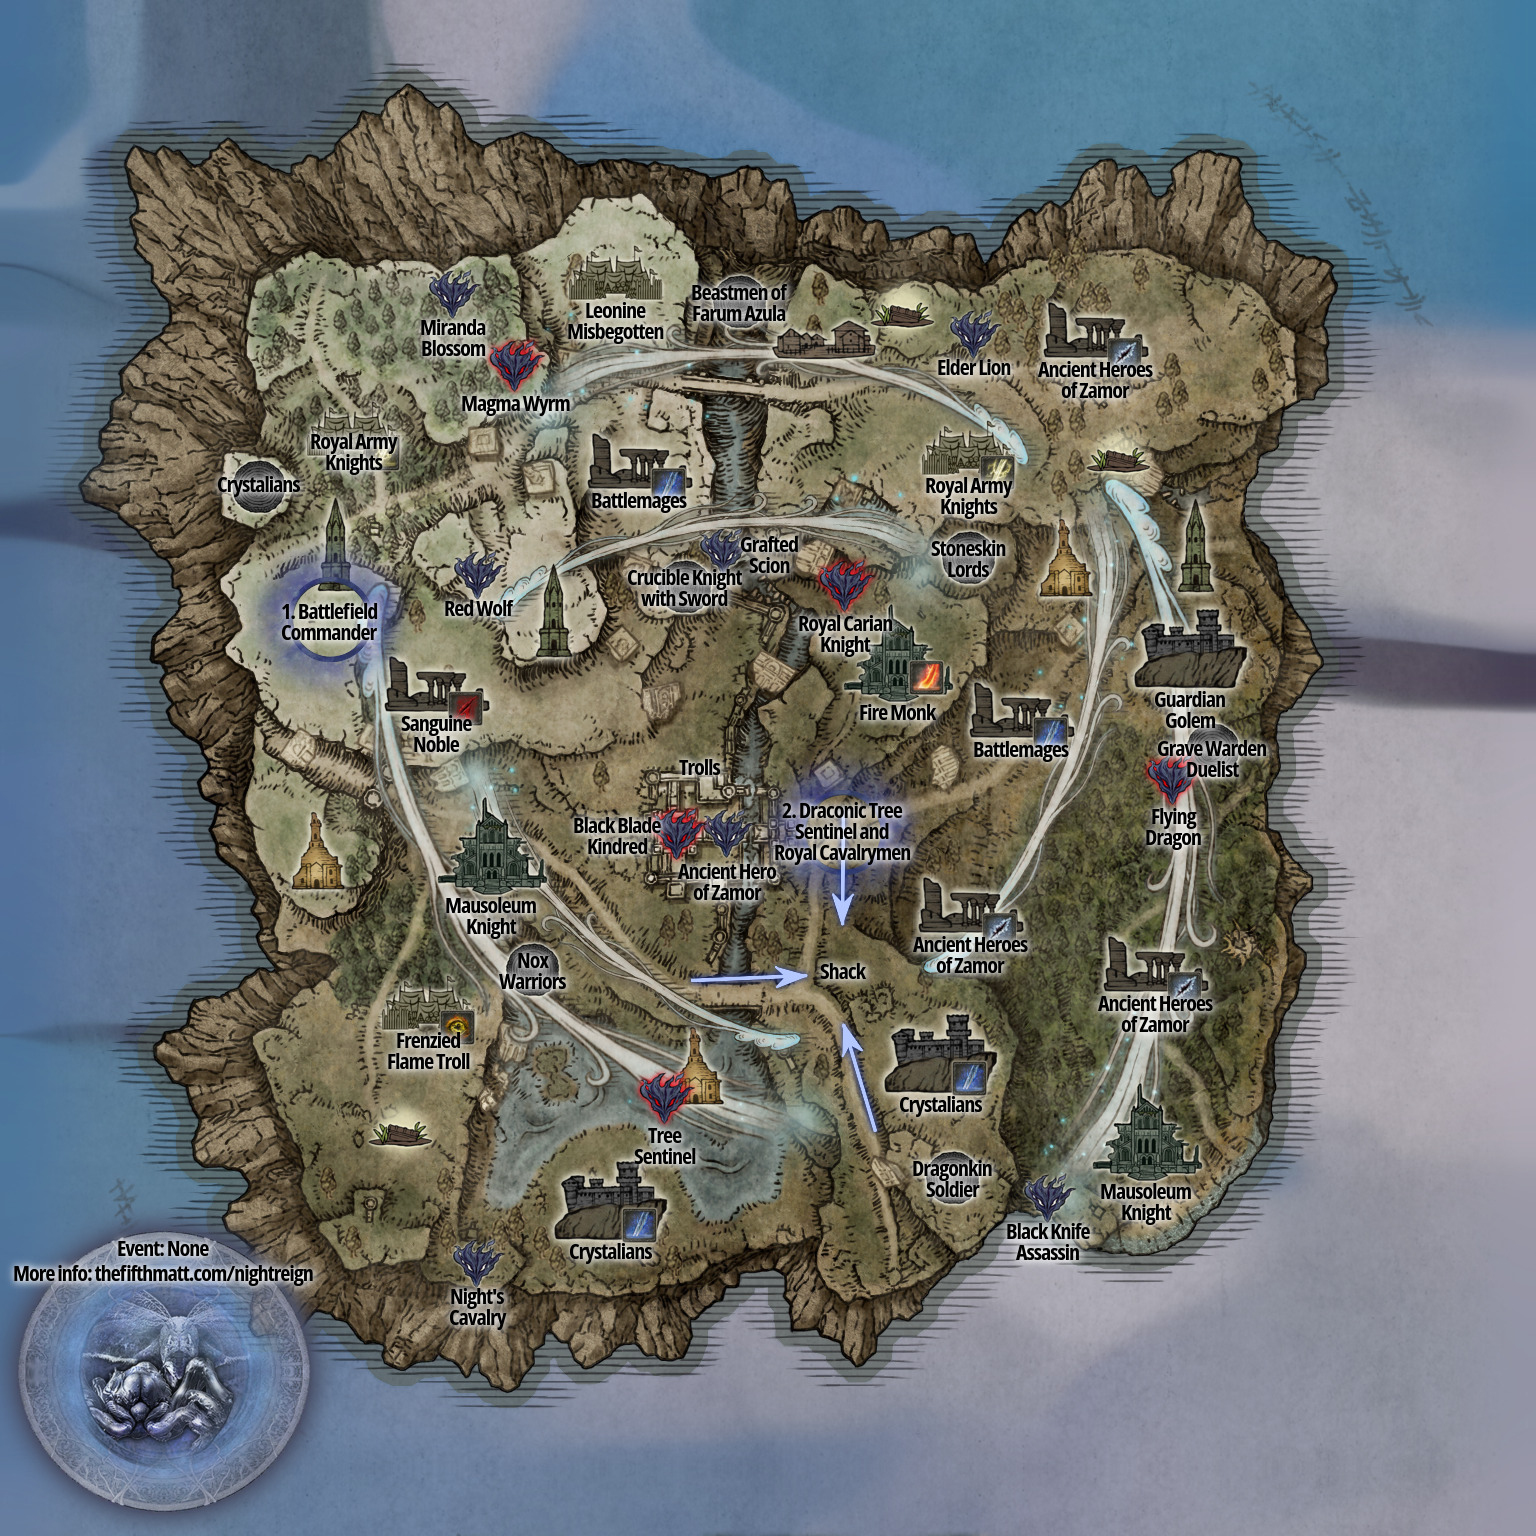 Beastmen of
Farum Azula
Leonine
Misbegotten
Miranda
Blossom
Elder Lion
Ancient Heroes
of Zamor
Magma Wyrm
Royal Army
Knights
Crystalians
Battlemages
Royal Army
Knights
Grafted
Scion
Stoneskin
Lords
Crucible Knight
with Sword
Red Wolf
1. Battlefield
Commander
Royal Carian
Knight
Guardian
Golem
Fire Monk
Sanguine
Noble
Battlemages
Grave Warden
Duelist
Trolls
2. Draconic Tree
Sentinel and
Royal Cavalrymen
Black Blade
Kindred
Flying
Dragon
Ancient Hero
of Zamor
Mausoleum
Knight
Ancient Heroes
of Zamor
Nox
Warriors
Shack
Ancient Heroes
of Zamor
Frenzied
Flame Troll
Crystalians
Tree
Sentinel
Dragonkin
Soldier
Mausoleum
Knight
Black Knife
Assassin
Crystalians
Event: None
More info: thefifthmatt.com/nightreign
Night's
Cavalry